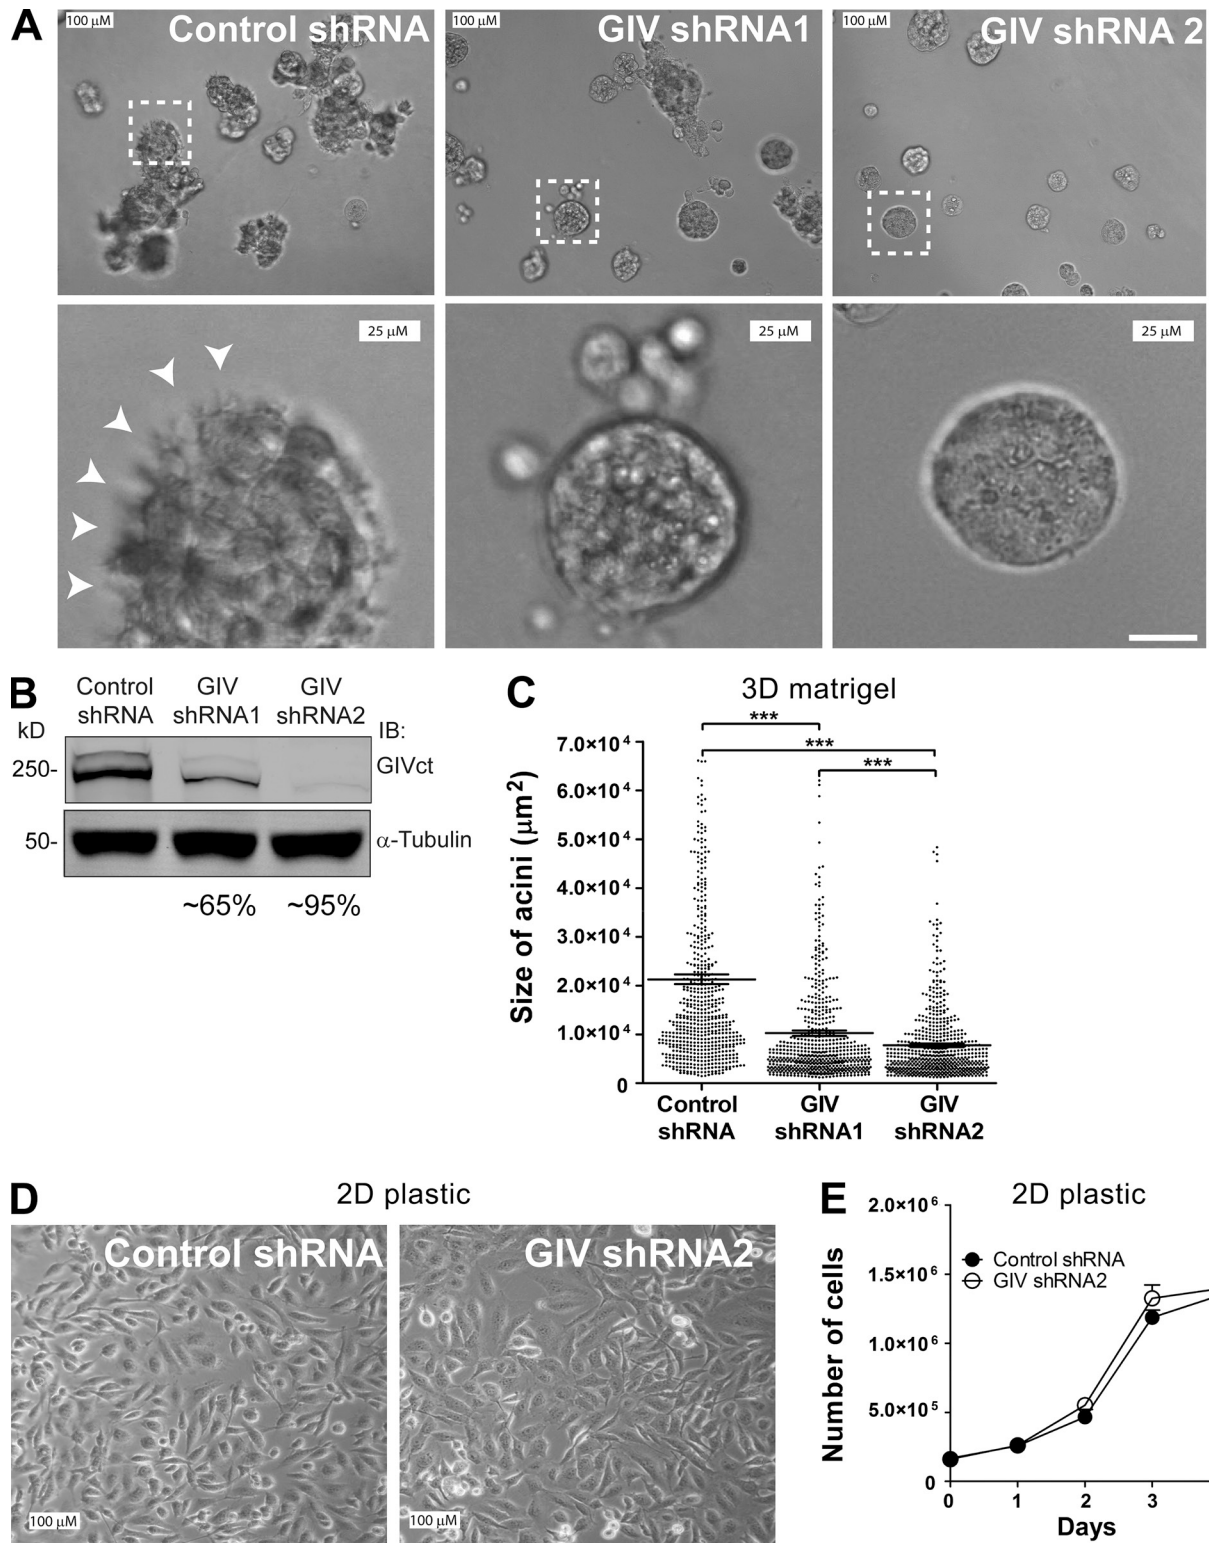 A
100 µM
Control shRNA
100 µM
GIV shRNA1
100 µM
GIV shRNA 2
25 µM
25 µM
25 µM
B
Control
shRNA
GIV
shRNA1
GIV
shRNA2
kD
IB:
250-
GIVct
50-
α-Tubulin
~65%
~95%
C
3D matrigel
***
***
***
Size of acini (µm²)
7.0×10⁴
6.0×10⁴
5.0×10⁴
4.0×10⁴
3.0×10⁴
2.0×10⁴
1.0×10⁴
0
Control
shRNA
GIV
shRNA1
GIV
shRNA2
D
2D plastic
Control shRNA
GIV shRNA2
100 µM
100 µM
E
2D plastic
Number of cells
2.0×10⁶
1.5×10⁶
1.0×10⁶
5.0×10⁵
0
Control shRNA
GIV shRNA2
0
1
2
3
Days